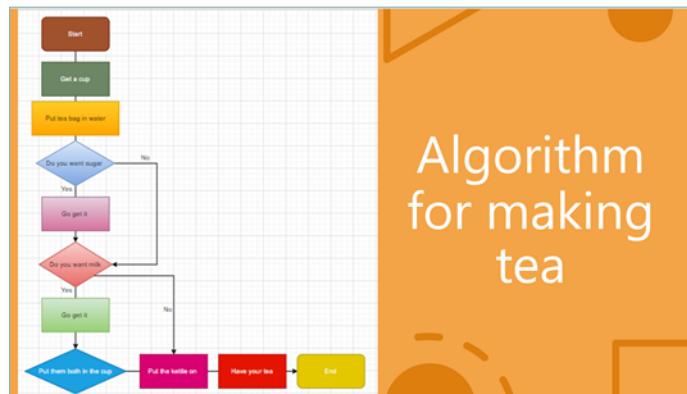 Start
Get a cup
Put tea bag in water
Do you want sugar
No
Yes
Go get it
Do you want milk
Yes
Go get it
No
Put them both in the cup
Put the kettle on
Have your tea
End
Algorithm
for making
tea